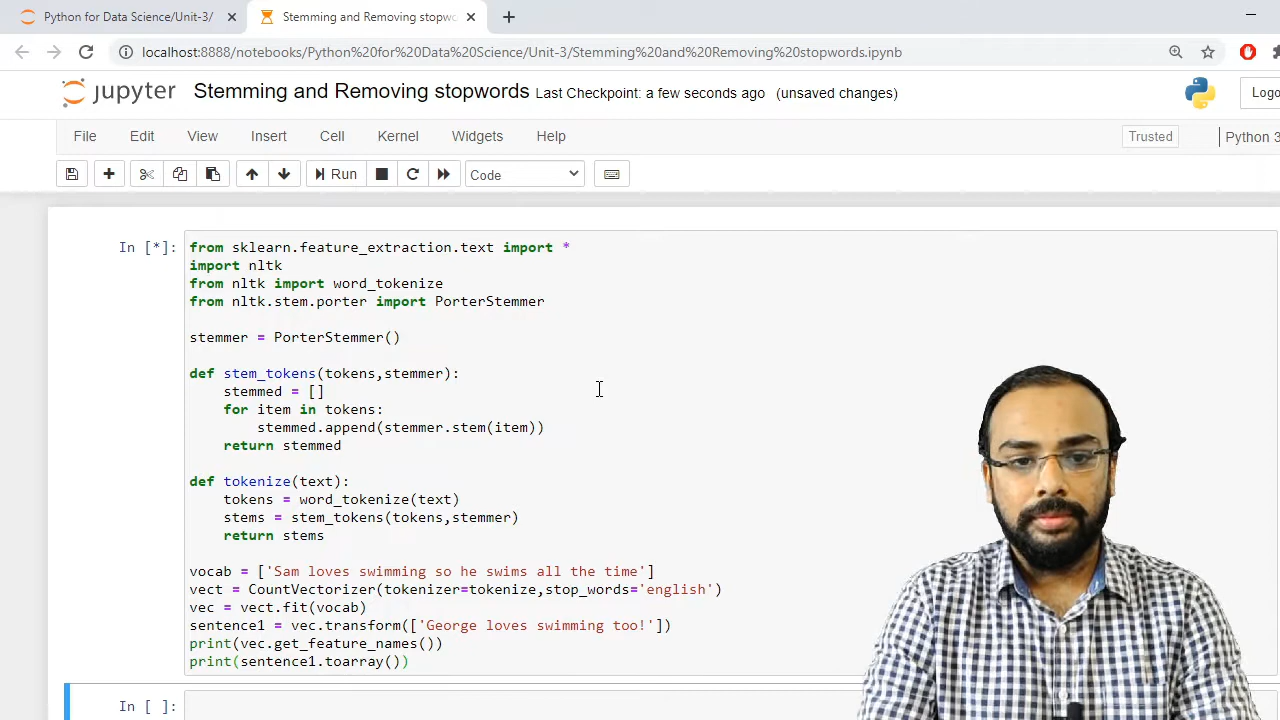 Python for Data Science/Unit-3/
Stemming and Removing stopwo
localhost:8888/notebooks/Python%20for%20Data%20Science/Unit-3/Stemming%20and%20Removing%20stopwords.ipynb
jupyter Stemming and Removing stopwords Last Checkpoint: a few seconds ago (unsaved changes)
Logo
File Edit View Insert Cell Kernel Widgets Help Trusted Python 3
Run Code
In [*]: from sklearn.feature_extraction.text import *
import nltk
from nltk import word_tokenize
from nltk.stem.porter import PorterStemmer
stemmer = PorterStemmer()
def stem_tokens(tokens,stemmer):
stemmed = []
for item in tokens:
stemmed.append(stemmer.stem(item))
return stemmed
def tokenize(text):
tokens = word_tokenize(text)
stems = stem_tokens(tokens,stemmer)
return stems
vocab = ['Sam loves swimming so he swims all the time']
vect = CountVectorizer(tokenizer=tokenize,stop_words='english')
vec = vect.fit(vocab)
sentence1 = vec.transform(['George loves swimming too!'])
print(vec.get_feature_names())
print(sentence1.toarray())
In [ ]: